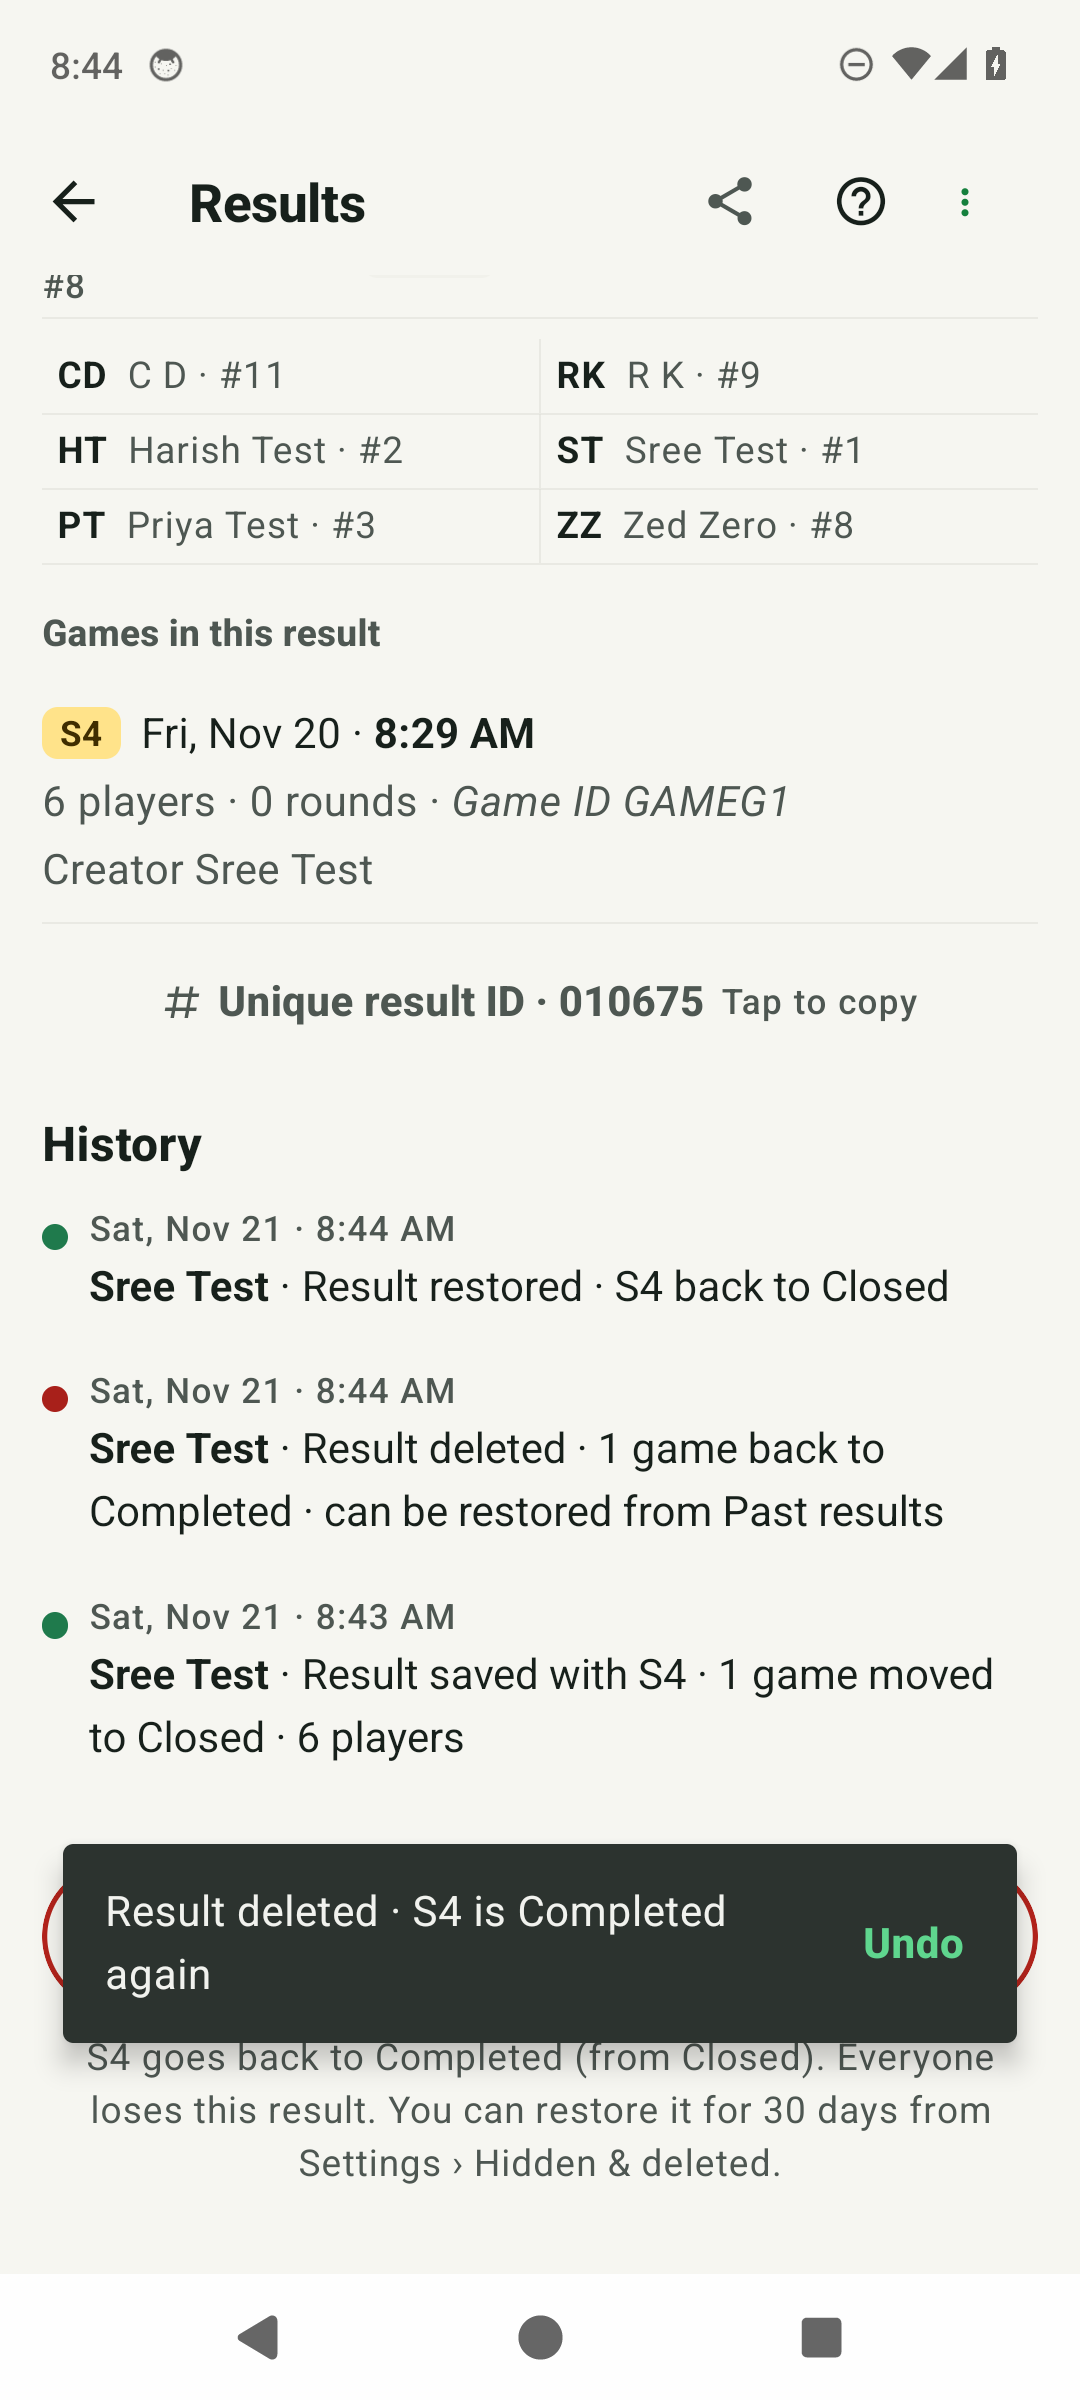 8:44
Results
#8
CD C D · #11
RK R K · #9
HT Harish Test · #2
ST Sree Test · #1
PT Priya Test · #3
ZZ Zed Zero · #8
Games in this result
S4 Fri, Nov 20 · 8:29 AM
6 players · 0 rounds · Game ID GAMEG1
Creator Sree Test
# Unique result ID · 010675 Tap to copy
History
Sat, Nov 21 · 8:44 AM
Sree Test · Result restored · S4 back to Closed
Sat, Nov 21 · 8:44 AM
Sree Test · Result deleted · 1 game back to
Completed · can be restored from Past results
Sat, Nov 21 · 8:43 AM
Sree Test · Result saved with S4 · 1 game moved
to Closed · 6 players
Result deleted · S4 is Completed
again
Undo
S4 goes back to Completed (from Closed). Everyone
loses this result. You can restore it for 30 days from
Settings › Hidden & deleted.